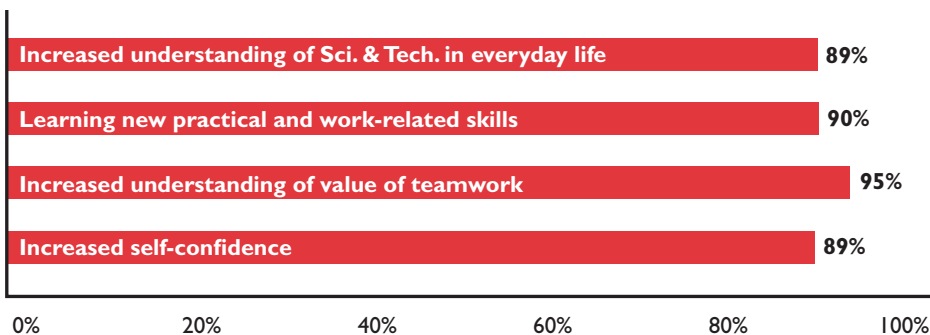 Increased understanding of Sci. & Tech. in everyday life 89%
Learning new practical and work-related skills 90%
Increased understanding of value of teamwork 95%
Increased self-confidence 89%
0% 20% 40% 60% 80% 100%